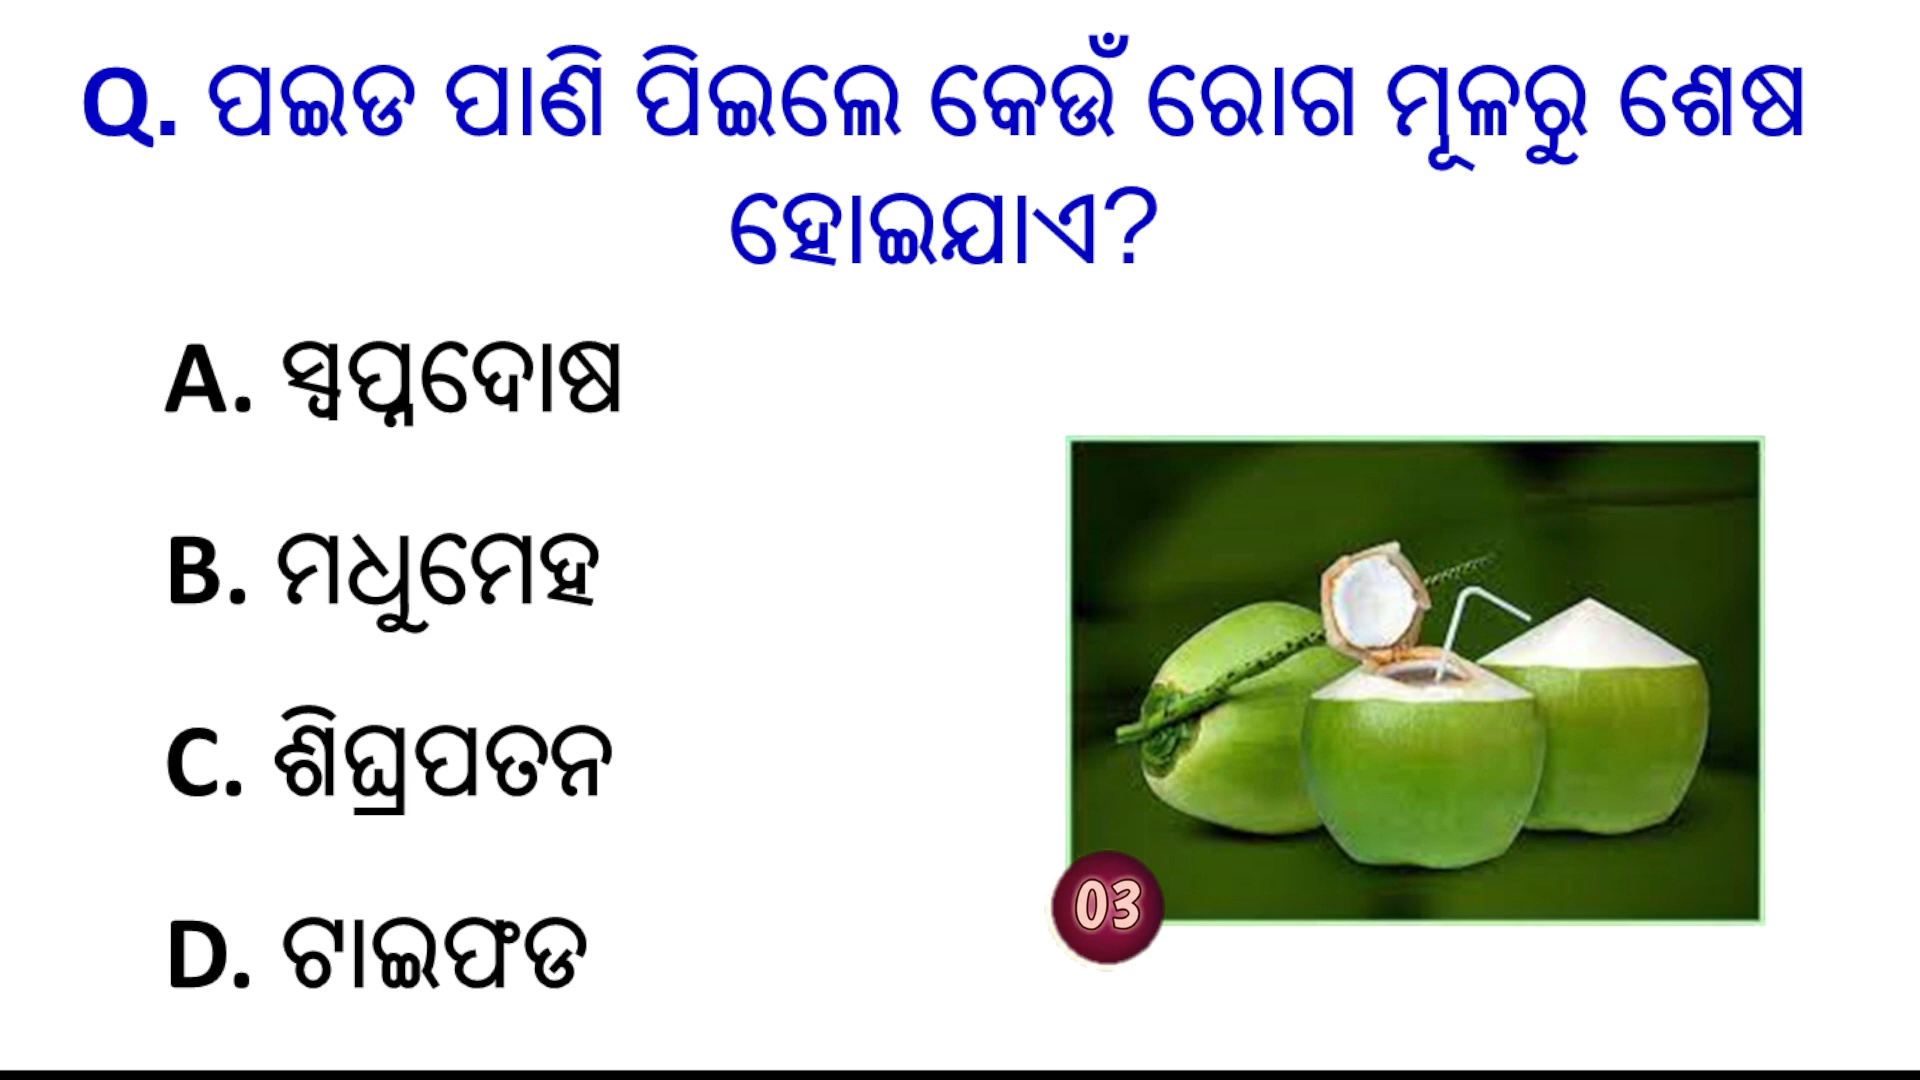 Q. ପଇଡ ପାଣି ପିଇଲେ କେଉଁ ରୋଗ ମୂଳରୁ ଶେଷ
ହୋଇଯାଏ?
A. ସ୍ୱପ୍ନଦୋଷ
B. ମଧୁମେହ
C. ଶିଘ୍ରପତନ
D. ଟାଇଫଡ
03